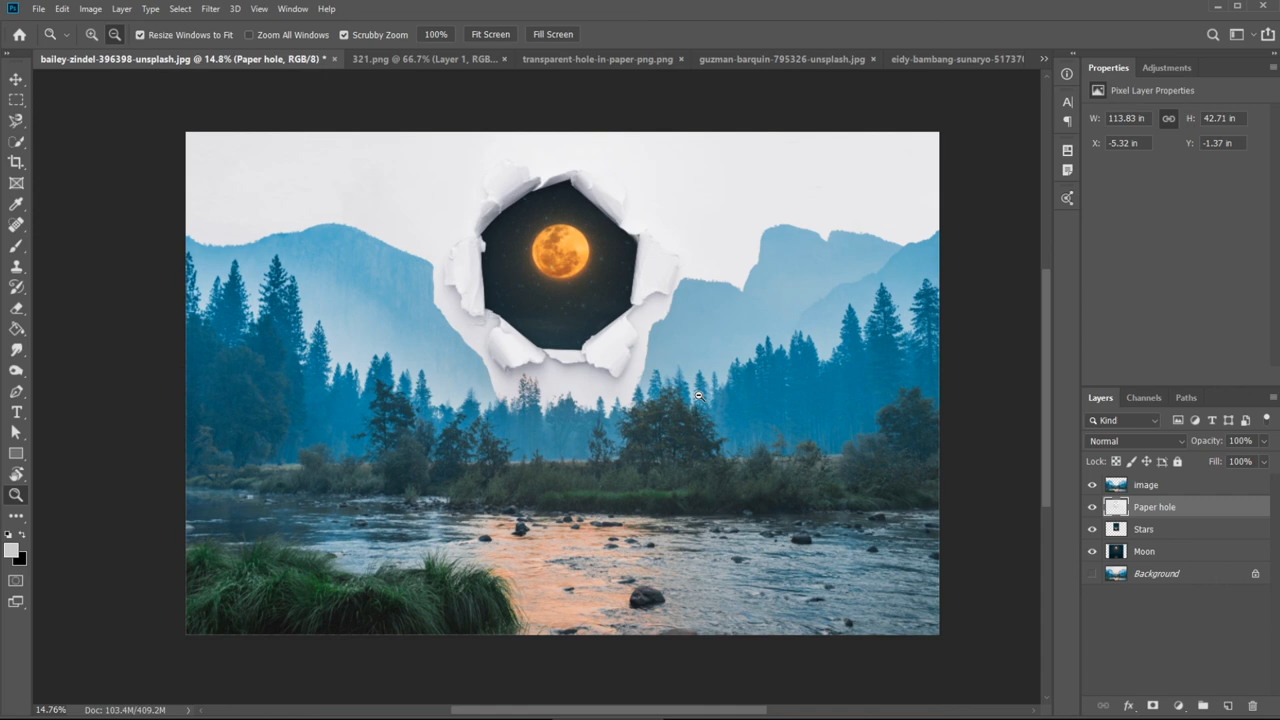 Ps File Edit Image Layer Type Select Filter 3D View Window Help
Resize Windows to Fit Zoom All Windows Scrubby Zoom 100% Fit Screen Fill Screen
bailey-zindel-396398-unsplash.jpg @ 14.8% (Paper hole, RGB/8) * × 321.png @ 66.7% (Layer 1, RGB... × transparent-hole-in-paper-png.png × guzman-barquin-795326-unsplash.jpg × eidy-bambang-sunaryo-517370
Properties Adjustments
Pixel Layer Properties
W: 113.83 in H: 42.71 in
X: -5.32 in Y: -1.37 in
Layers Channels Paths
Kind
Normal Opacity: 100%
Lock: Fill: 100%
image
Paper hole
Stars
Moon
Background
14.76% Doc: 103.4M/409.2M